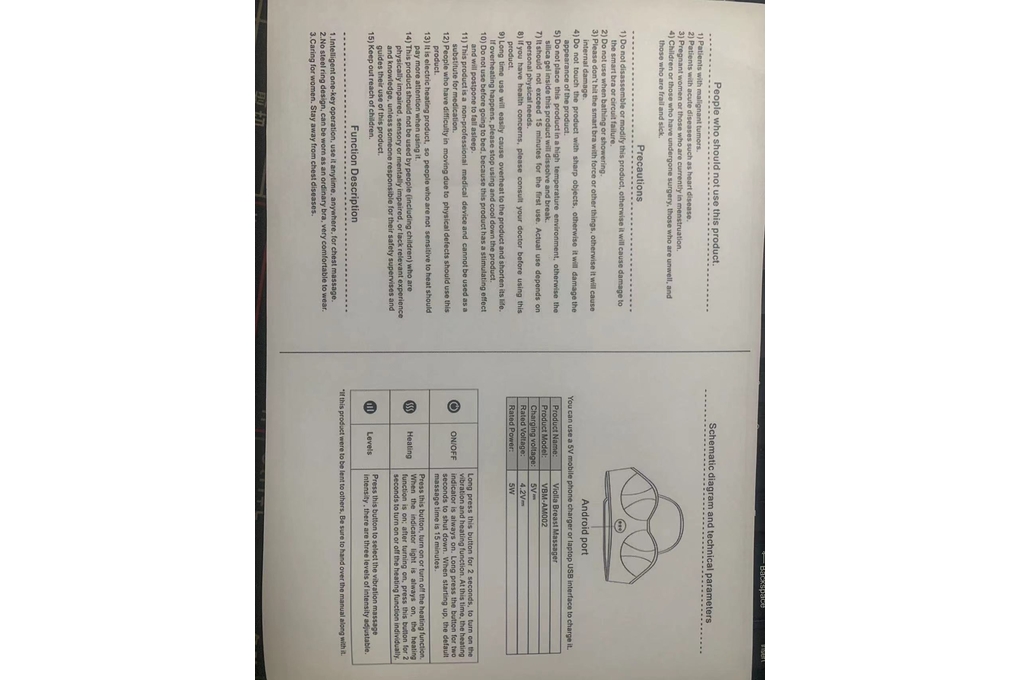 People who should not use this product.
1) Patients with malignant tumors.
2) Patients with acute diseases such as heart disease.
3) Pregnant women or those who are currently in menstruation.
4) Children or those who have undergone surgery, those who are unwell, and
those who are frail and sick.
Precautions
1) Do not disassemble or modify this product, otherwise it will cause damage to
the smart bra or circuit failure.
2) Do not use when bathing or showering.
3) Please don't hit the smart bra with force or other things, otherwise it will cause
internal damage.
4) Do not touch the product with sharp objects, otherwise it will damage the
appearance of the product.
5) Do not place this product in a high temperature environment, otherwise the
silica gel inside this product will dissolve and break.
7) It should not exceed 15 minutes for the first use. Actual use depends on
personal physical needs.
8) If you have health concerns, please consult your doctor before using this
product.
9) Long time use will easily cause overheat to the product and shorten its life.
If overheating happens, please stop using and cool down the product.
10) Do not use before going to bed, because this product has a stimulating effect
and will pospone to fall asleep.
11) This product is a non-professional medical device and cannot be used as a
substitute for medication.
12) People who have difficulty in moving due to physical defects should use this
product.
13) It is electric heating product, so people who are not sensitive to heat should
pay more attention when using it.
14) This product should not be used by people (including children) who are
physically impaired, sensory or mentally impaired, or lack relevant experience
and knowledge, unless someone responsible for their safety supervises and
guides their use of this product.
15) Keep out reach of children.
Function Description
1.Intelligent one-key operation, use it anytime, anywhere, for chest massage.
2.No steel ring design, can be worn as an ordinary bra, very comfortable to wear.
3.Caring for women. Stay away from chest diseases.
Schematic diagram and technical parameters
Android port
You can use a 5V mobile phone charger or laptop USB interface to charge it.
Product Name: Viodla Breast Massager
Product Model: VBM-AM002
Charging voltage: 5V⎓
Rated Voltage: 4.2V⎓
Rated Power: 5W
ON/OFF
Long press this button for 2 seconds, to turn on the
vibration and heating function. At this time, the heating
indicator is always on. Long press the button for two
seconds to shut down. When starting up, the default
massage time is 15 minutes.
Healing
Press this button, turn on or turn off the heating function.
When the indicator light is always on, the heating
function is on; after turning on, press this button for 2
seconds to turn on or off the heating function individually.
Levels
Press this button to select the vibration massage
intensity, there are three levels of intensity adjustable.
*If this product were to be lent to others, Be sure to hand over the manual along with it.
Backspace